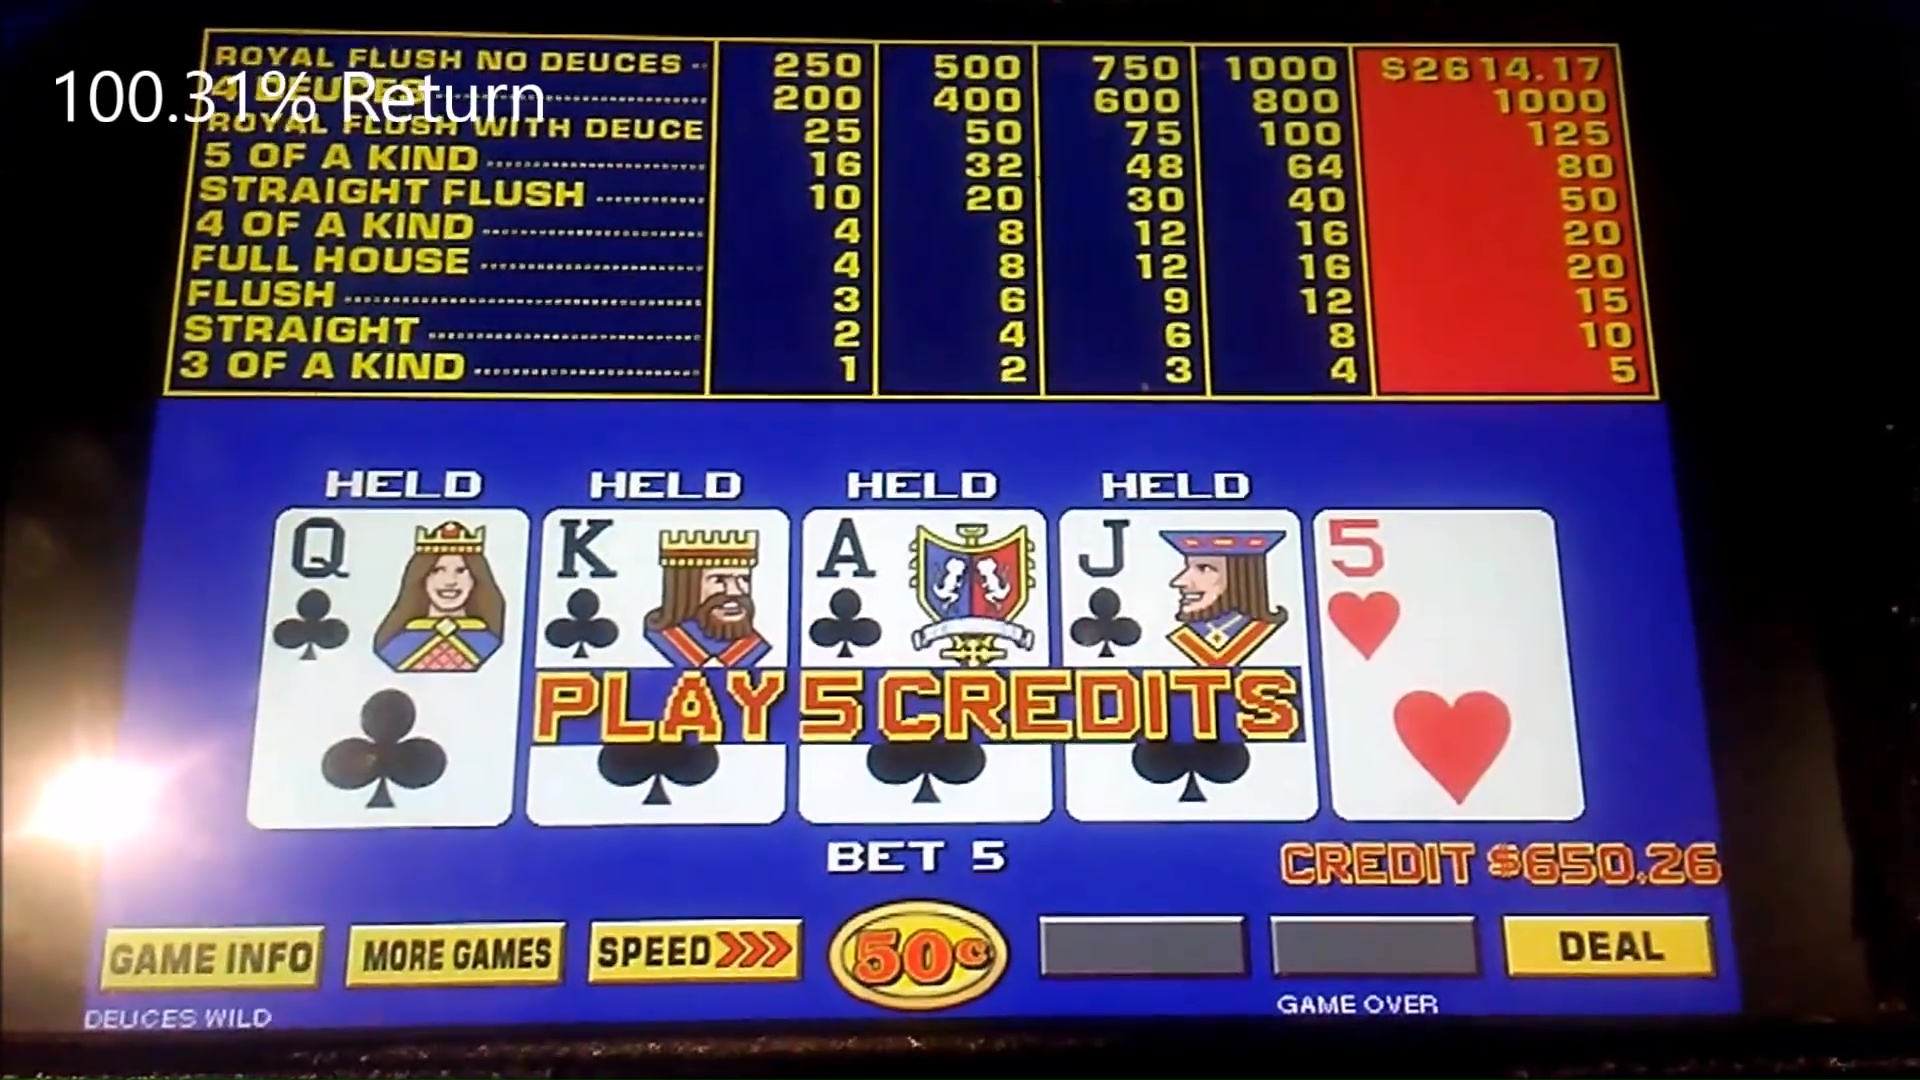 100.31% Return
ROYAL FLUSH NO DEUCES 250 500 750 1000 $2614.17
4 DEUCES 200 400 600 800 1000
ROYAL FLUSH WITH DEUCE 25 50 75 100 125
5 OF A KIND 16 32 48 64 80
STRAIGHT FLUSH 10 20 30 40 50
4 OF A KIND 4 8 12 16 20
FULL HOUSE 4 8 12 16 20
FLUSH 3 6 9 12 15
STRAIGHT 2 4 6 8 10
3 OF A KIND 1 2 3 4 5
HELD HELD HELD HELD
Q K A J 5
PLAY 5 CREDITS
BET 5 CREDIT $650.26
GAME INFO MORE GAMES SPEED 50¢ DEAL
DEUCES WILD GAME OVER